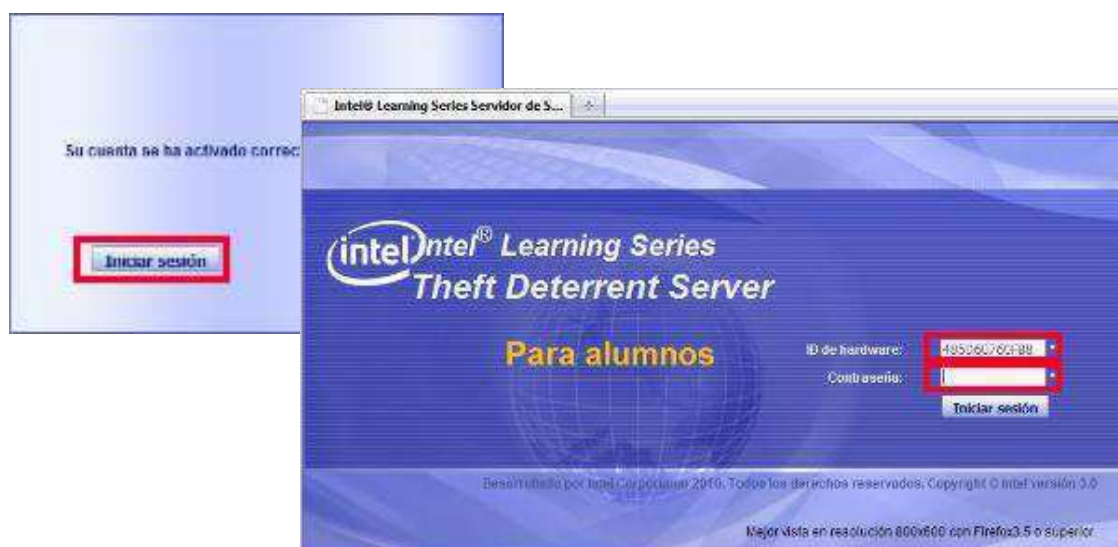 Su cuenta se ha activado correc
Iniciar sesión
Intel® Learning Series Servidor de S...
intel
Intel® Learning Series
Theft Deterrent Server
Para alumnos
ID de hardware:
Contraseña:
Iniciar sesión
Desarrollado por Intel Corporation 2010. Todos los derechos reservados. Copyright © Intel versión 3.0
Mejor vista en resolución 800x600 con Firefox3.5 o superior